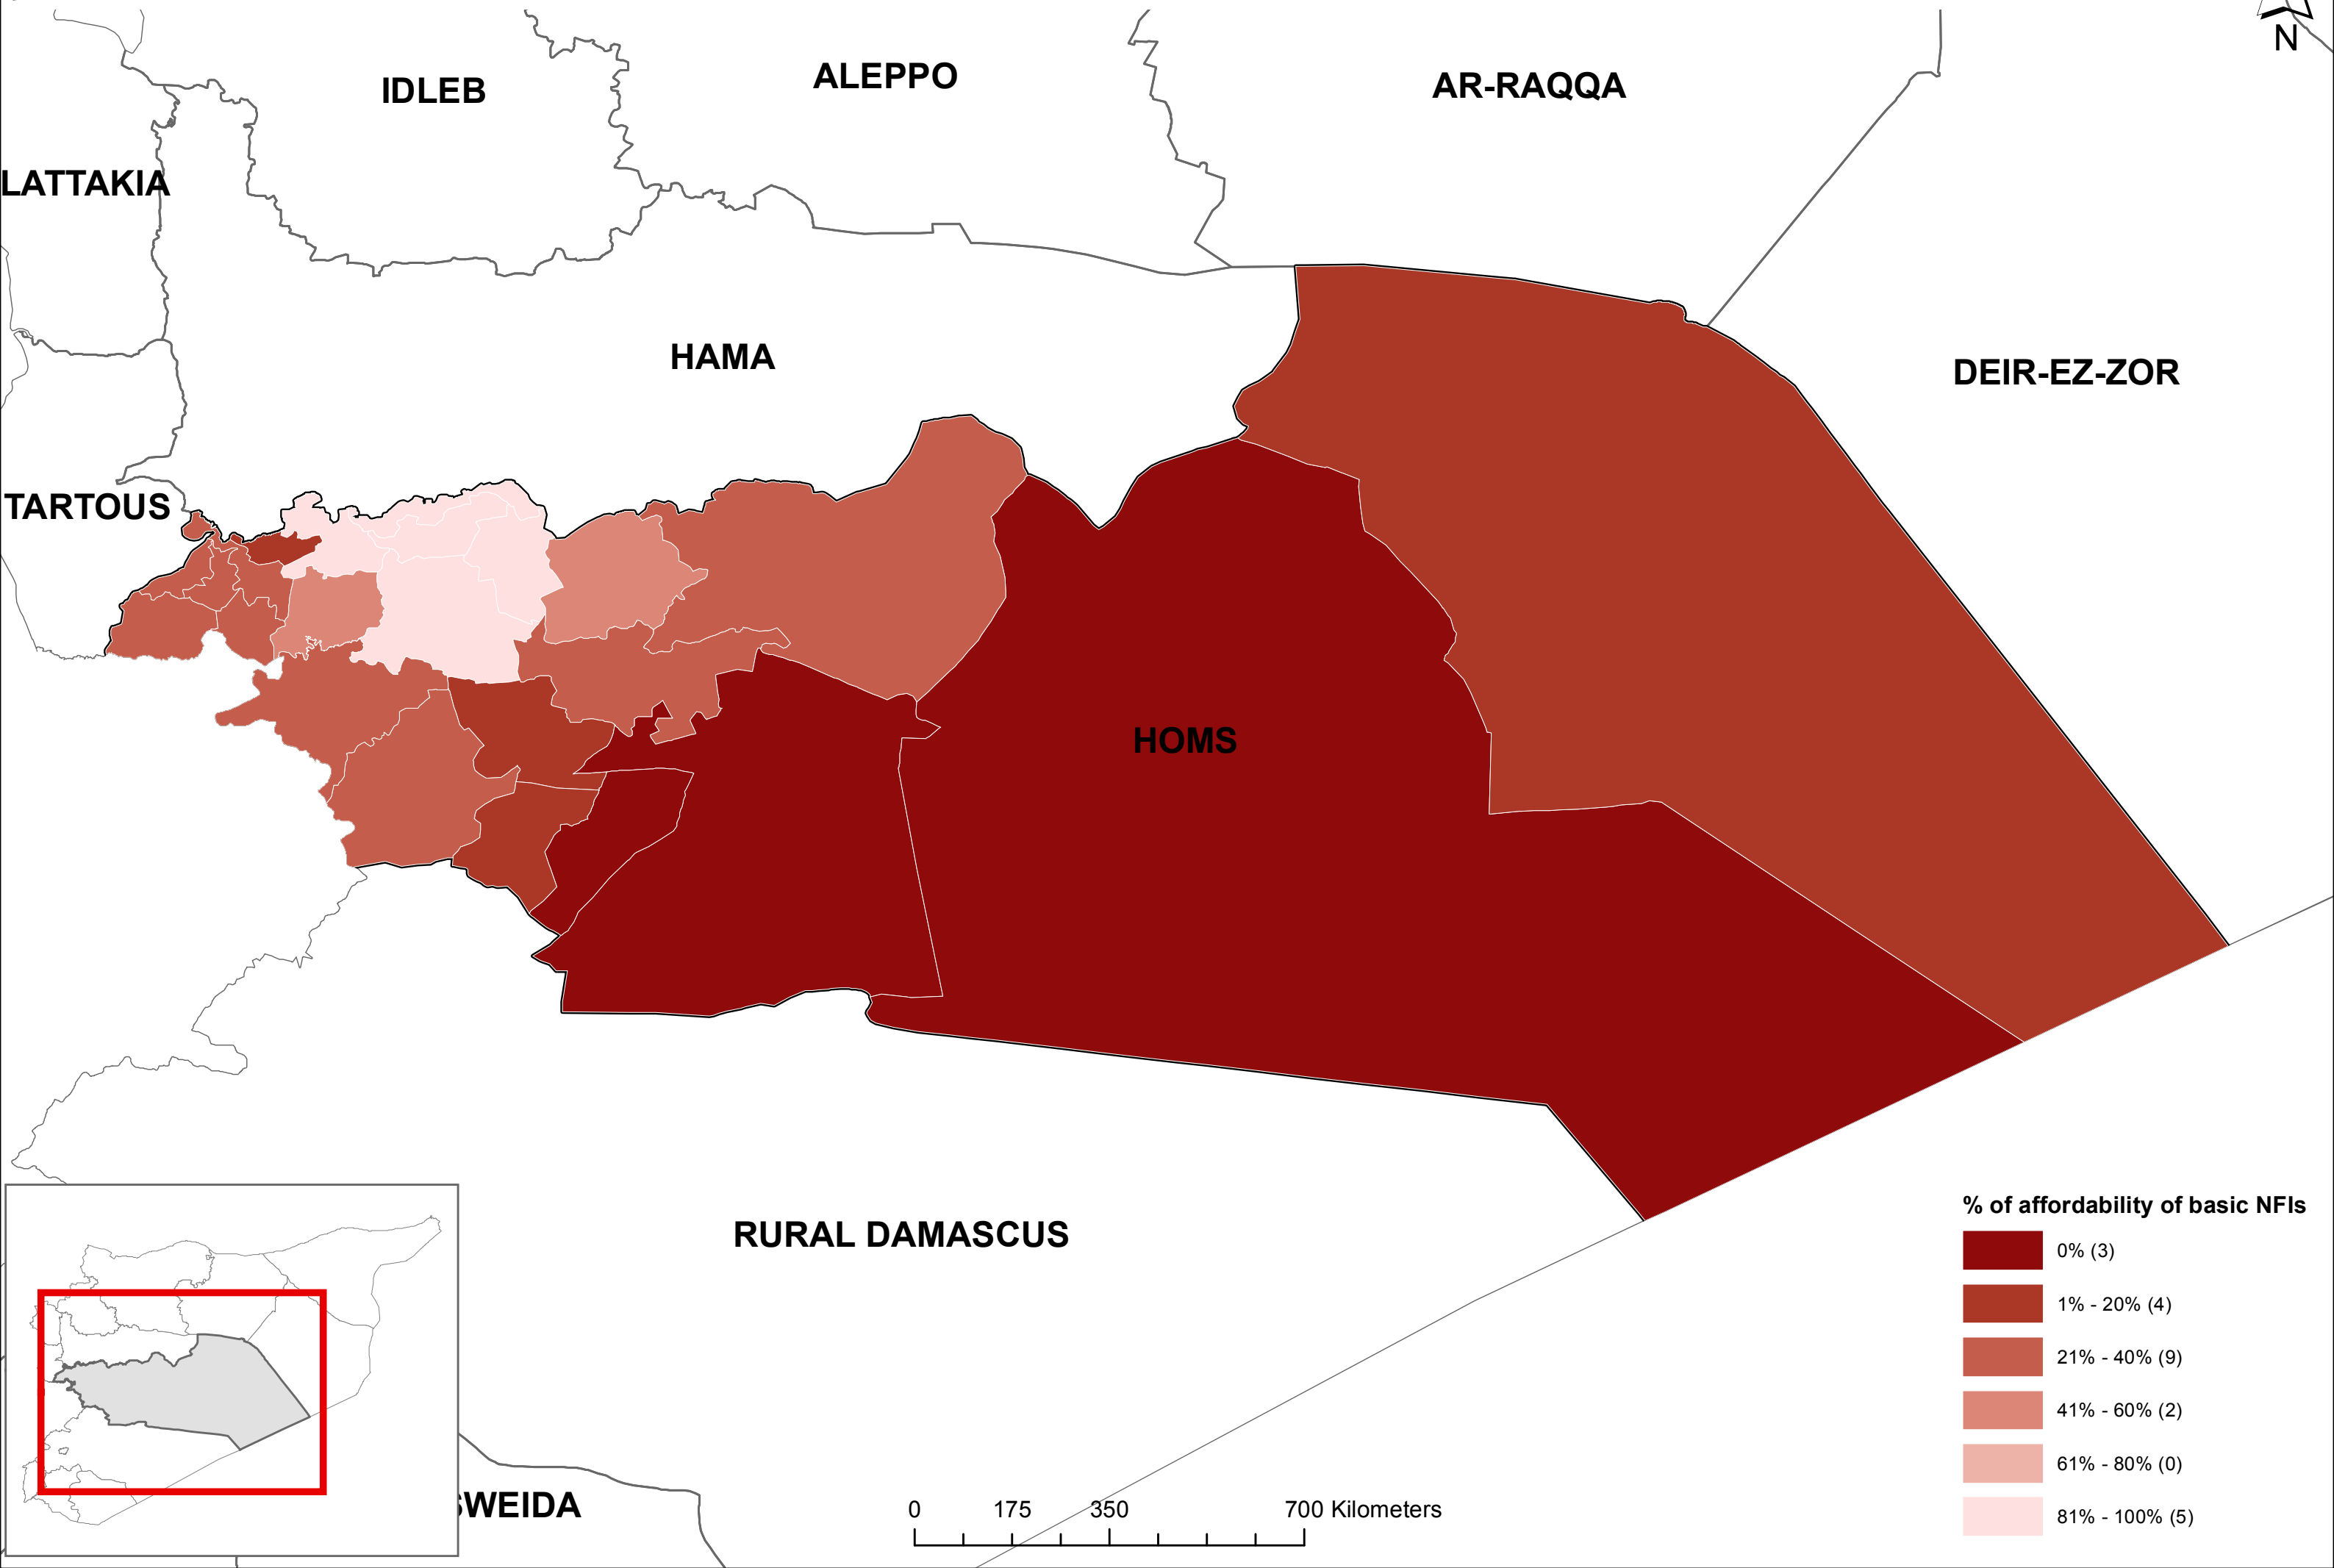 N
IDLEB
ALEPPO
AR-RAQQA
LATTAKIA
HAMA
DEIR-EZ-ZOR
TARTOUS
HOMS
RURAL DAMASCUS
% of affordability of basic NFIs
0% (3)
1% - 20% (4)
21% - 40% (9)
41% - 60% (2)
61% - 80% (0)
81% - 100% (5)
SWEIDA
0 175 350 700 Kilometers